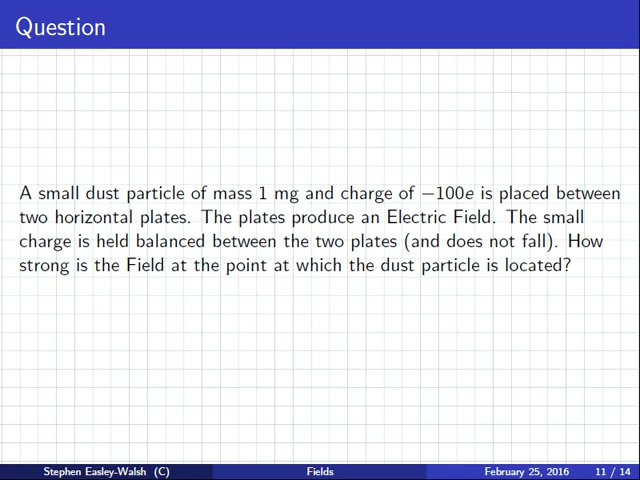 Question
A small dust particle of mass 1 mg and charge of −100e is placed between
two horizontal plates. The plates produce an Electric Field. The small
charge is held balanced between the two plates (and does not fall). How
strong is the Field at the point at which the dust particle is located?
Stephen Easley-Walsh (C) Fields February 25, 2016 11 / 14